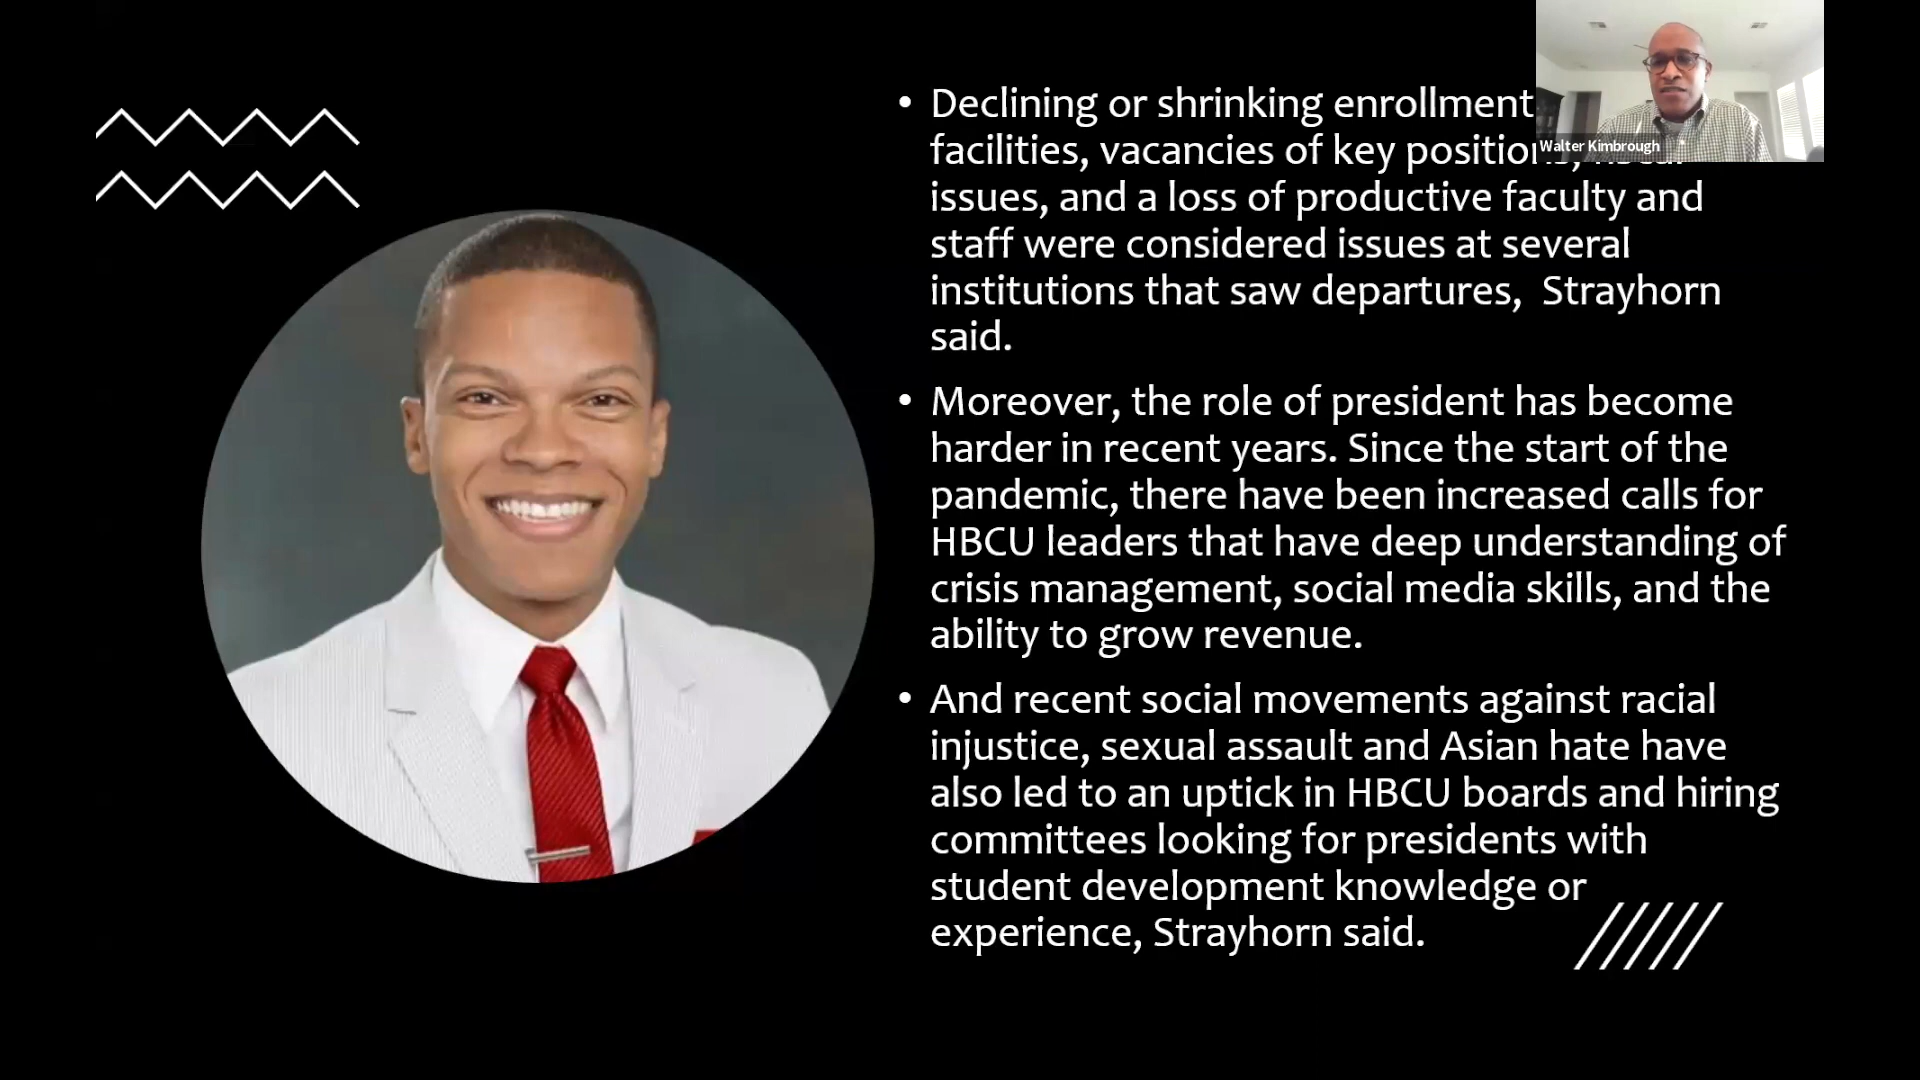 • Declining or shrinking enrollment
facilities, vacancies of key positions,
issues, and a loss of productive faculty and
staff were considered issues at several
institutions that saw departures, Strayhorn
said.
• Moreover, the role of president has become
harder in recent years. Since the start of the
pandemic, there have been increased calls for
HBCU leaders that have deep understanding of
crisis management, social media skills, and the
ability to grow revenue.
• And recent social movements against racial
injustice, sexual assault and Asian hate have
also led to an uptick in HBCU boards and hiring
committees looking for presidents with
student development knowledge or
experience, Strayhorn said.
Walter Kimbrough